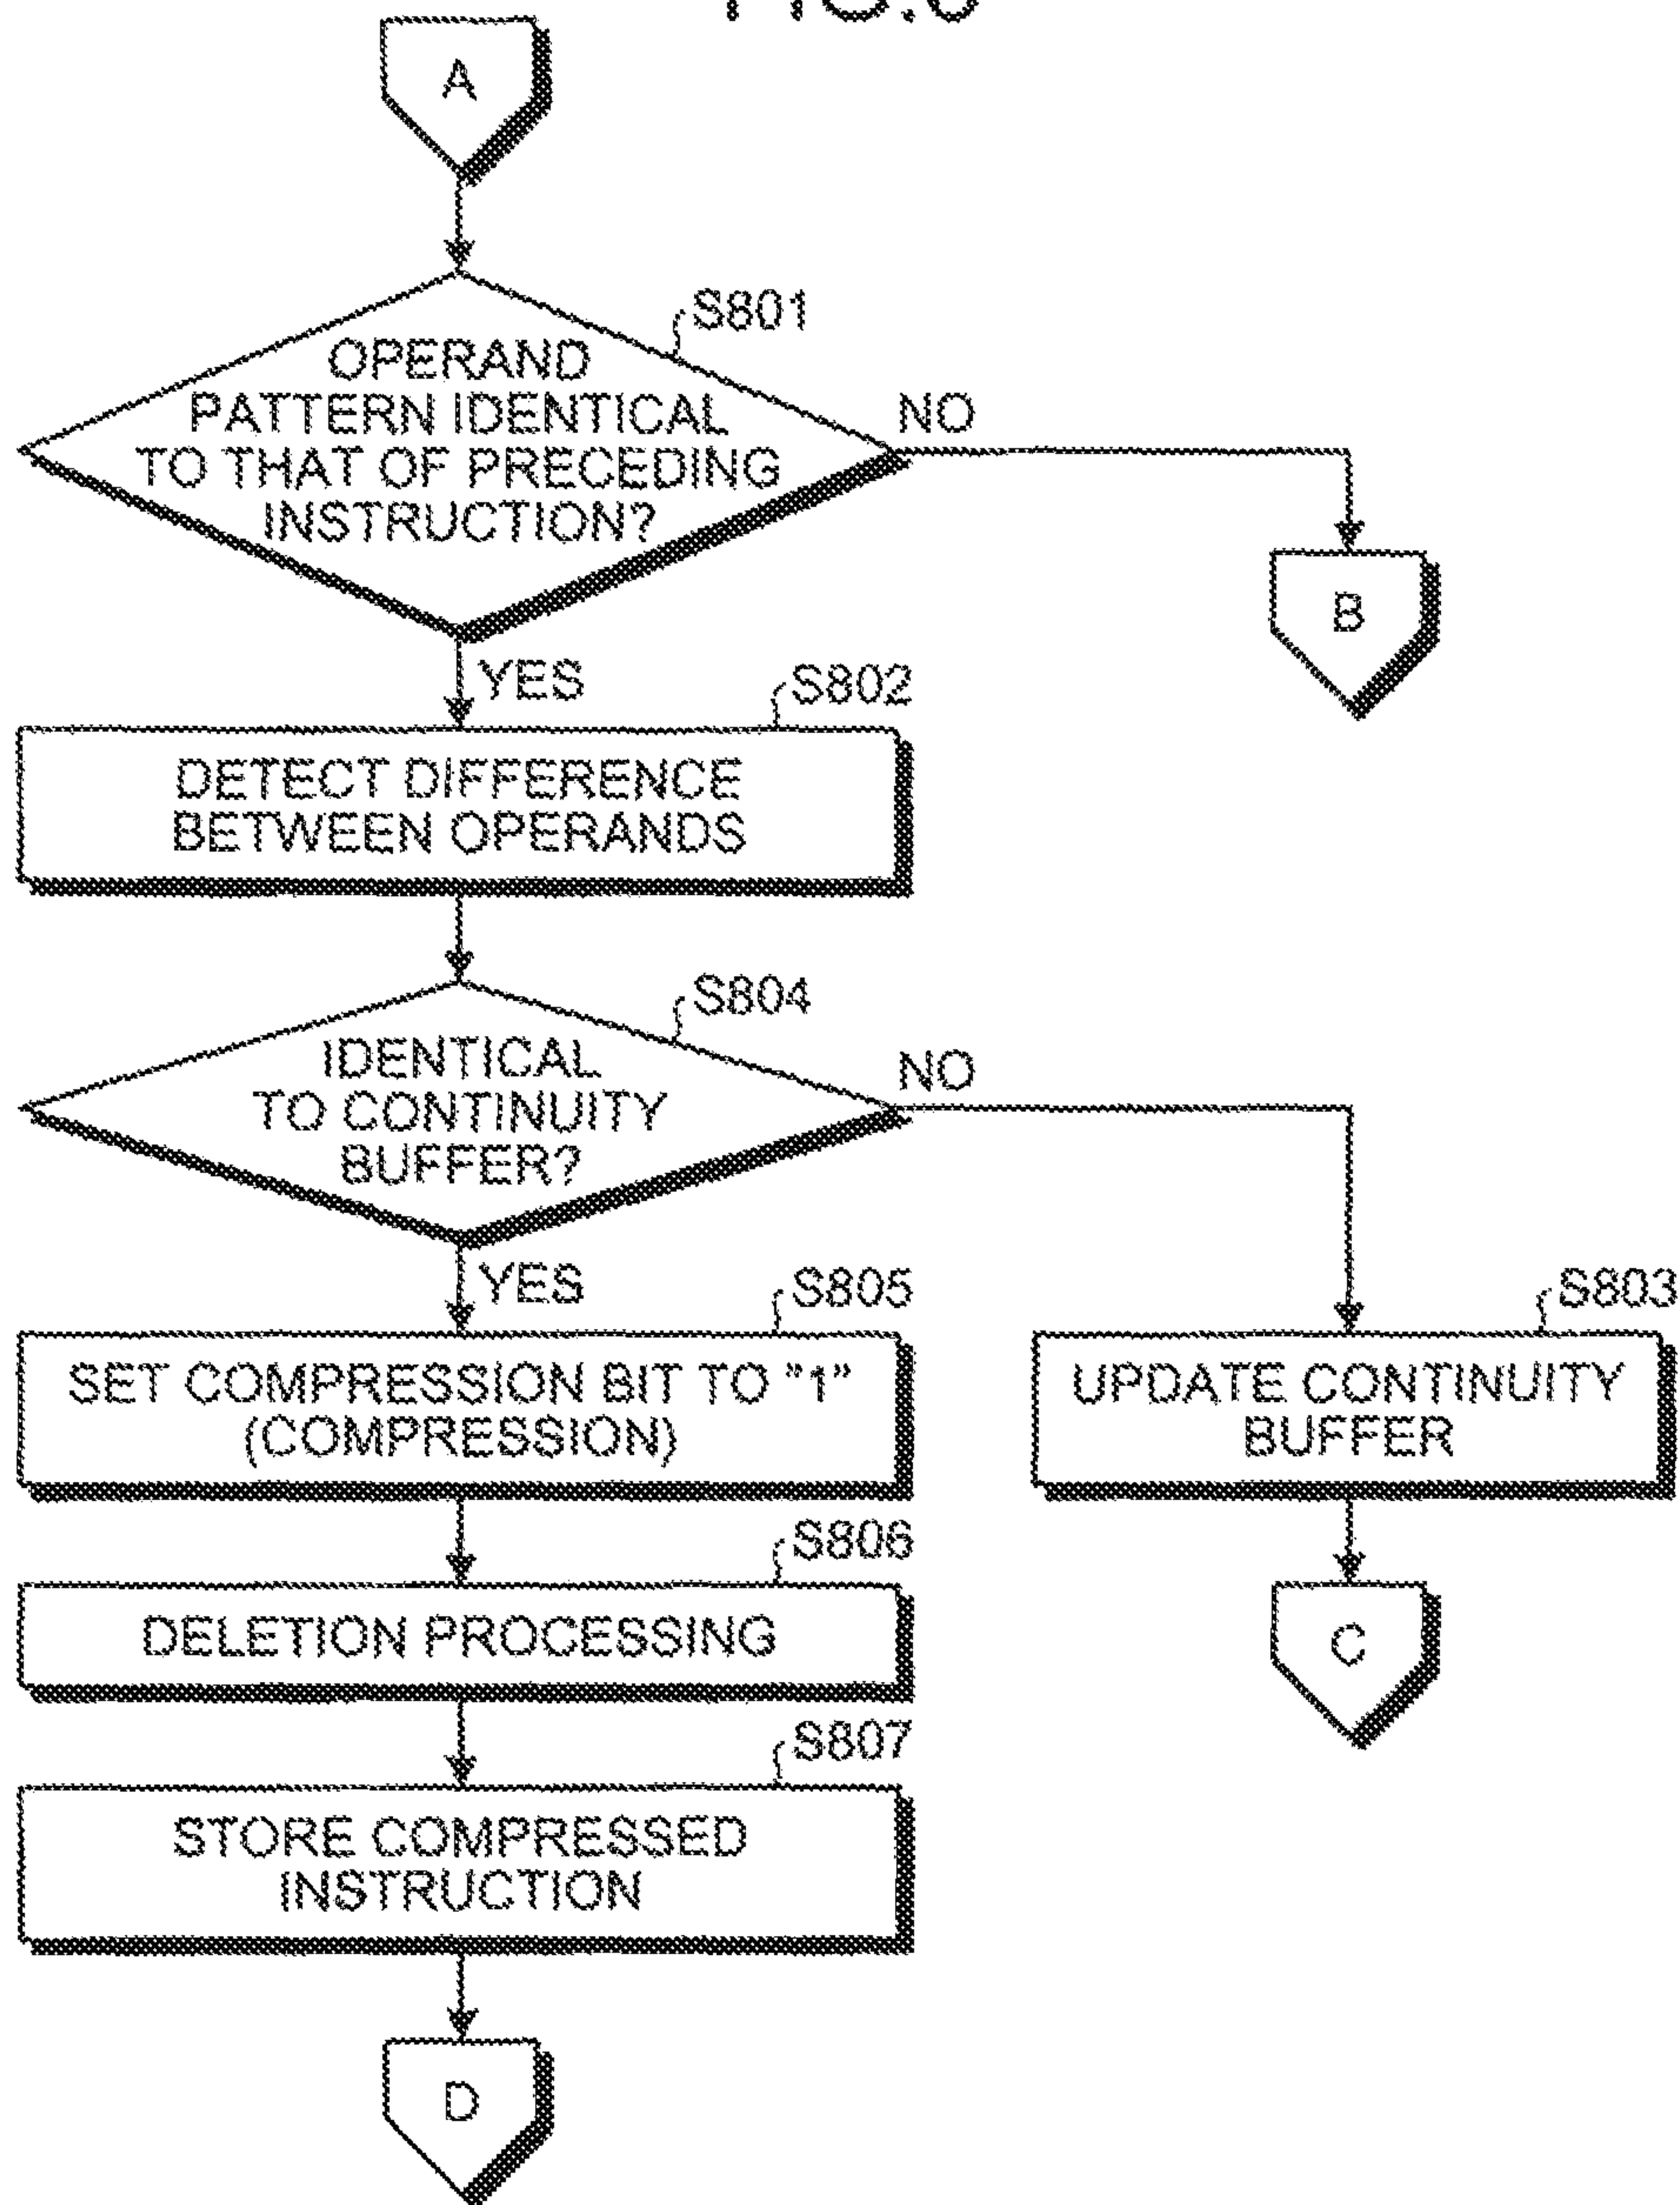 A
S801
OPERAND
PATTERN IDENTICAL
TO THAT OF PRECEDING
INSTRUCTION?
NO
B
YES
S802
DETECT DIFFERENCE
BETWEEN OPERANDS
S804
IDENTICAL
TO CONTINUITY
BUFFER?
NO
YES
S805
SET COMPRESSION BIT TO "1"
(COMPRESSION)
S803
UPDATE CONTINUITY
BUFFER
S806
DELETION PROCESSING
C
S807
STORE COMPRESSED
INSTRUCTION
D